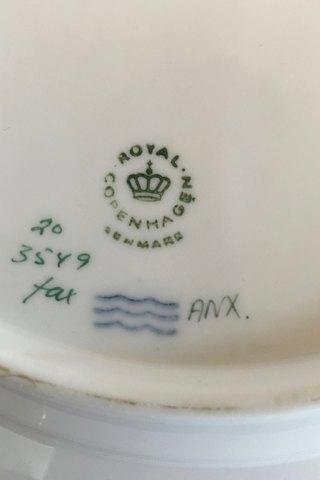 ROYAL
COPENHAGEN
DENMARK
20
3549
fax
ANX.